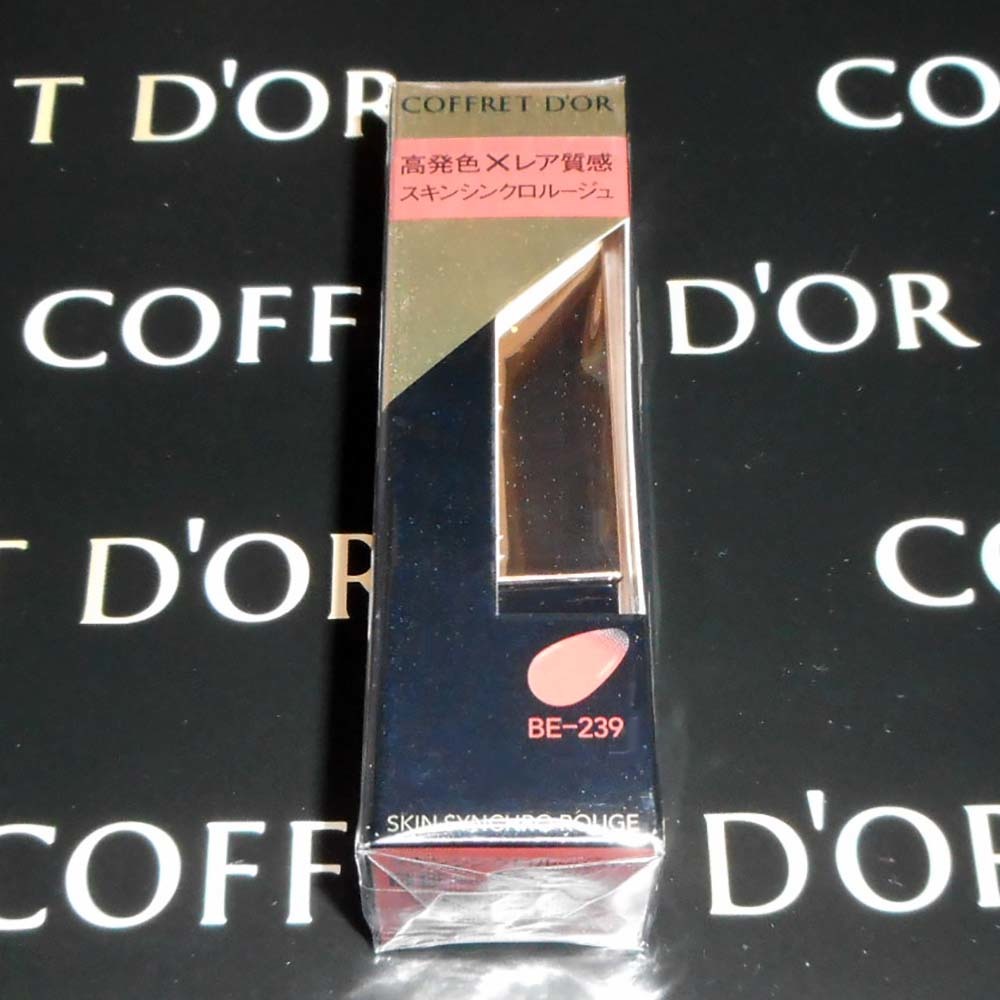 T D'OR
CO
COFFRET D'OR
高発色×レア質感
スキンシンクロルージュ
COFF
D'OR
T D'OR
CO
BE-239
SKIN SYNCHRO ROUGE
COFF
D'OF